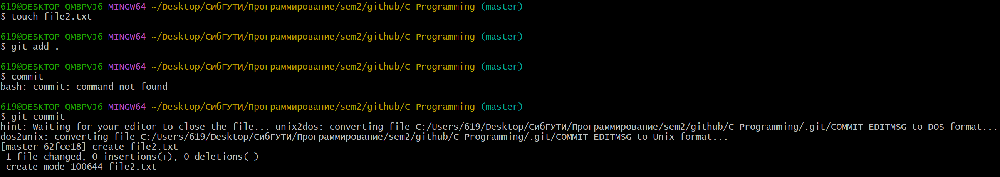 619@DESKTOP-QMBPVJ6 MINGW64 ~/Desktop/СибГУТИ/Программирование/sem2/github/C-Programming (master)
$ touch file2.txt
619@DESKTOP-QMBPVJ6 MINGW64 ~/Desktop/СибГУТИ/Программирование/sem2/github/C-Programming (master)
$ git add .
619@DESKTOP-QMBPVJ6 MINGW64 ~/Desktop/СибГУТИ/Программирование/sem2/github/C-Programming (master)
$ commit
bash: commit: command not found
619@DESKTOP-QMBPVJ6 MINGW64 ~/Desktop/СибГУТИ/Программирование/sem2/github/C-Programming (master)
$ git commit
hint: Waiting for your editor to close the file... unix2dos: converting file C:/Users/619/Desktop/СибГУТИ/Программирование/sem2/github/C-Programming/.git/COMMIT_EDITMSG to DOS format...
dos2unix: converting file C:/Users/619/Desktop/СибГУТИ/Программирование/sem2/github/C-Programming/.git/COMMIT_EDITMSG to Unix format...
[master 62fce18] create file2.txt
 1 file changed, 0 insertions(+), 0 deletions(-)
 create mode 100644 file2.txt